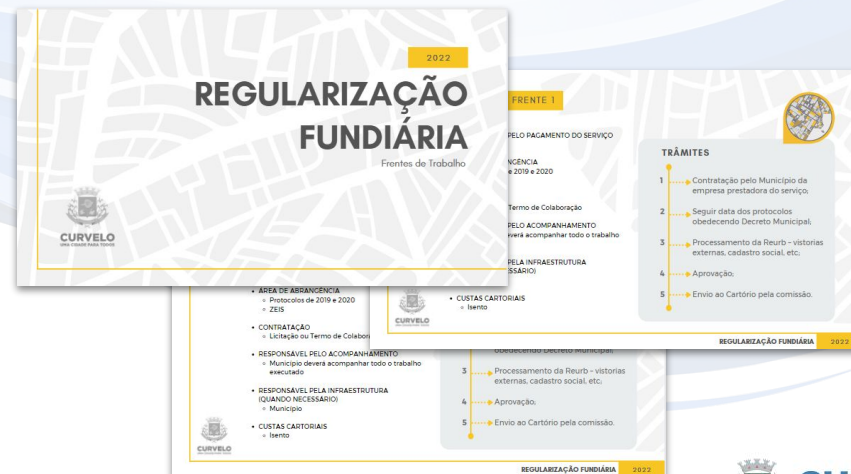 2022
REGULARIZAÇÃO
FUNDIÁRIA
Frentes de Trabalho
CURVELO
UMA CIDADE PARA TODOS
FRENTE 1
PELO PAGAMENTO DO SERVIÇO
e 2019 e 2020
Termo de Colaboração
PELO ACOMPANHAMENTO
acompanhar todo o trabalho
PELA INFRAESTRUTURA
• CUSTAS CARTORIAIS
Isento
CURVELO
TRÂMITES
1 Contratação pelo Município da
empresa prestadora do serviço;
2 Seguir data dos protocolos
obedecendo Decreto Municipal;
3 Processamento da Reurb - vistorias
externas, cadastro social, etc;
4 Aprovação;
5 Envio ao Cartório pela comissão.
REGULARIZAÇÃO FUNDIÁRIA 2022
• ÁREA DE ABRANGÊNCIA
Protocolos de 2019 e 2020
ZEIS
• CONTRATAÇÃO
Licitação ou Termo de
• RESPONSÁVEL PELO ACOMPANHAMENTO
Município deverá acompanhar todo o trabalho
executado
• RESPONSÁVEL PELA INFRAESTRUTURA
(QUANDO NECESSÁRIO)
Município
• CUSTAS CARTORIAIS
Isento
CURVELO
obedecendo Decreto Municipal;
3 Processamento da Reurb - vistorias
externas, cadastro social, etc;
4 Aprovação;
5 Envio ao Cartório pela comissão.
REGULARIZAÇÃO FUNDIÁRIA 2022